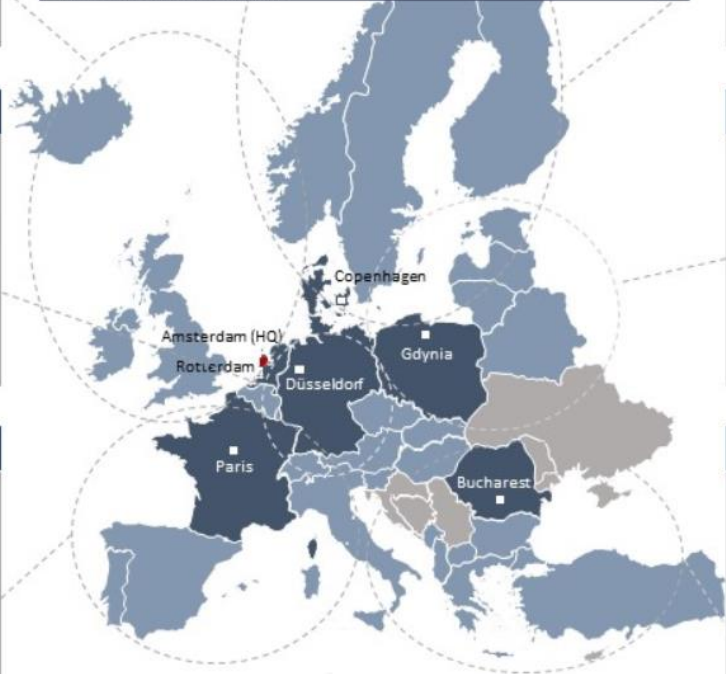 Copenhagen
Amsterdam (HQ)
Rotterdam
Gdynia
Düsseldorf
Paris
Bucharest